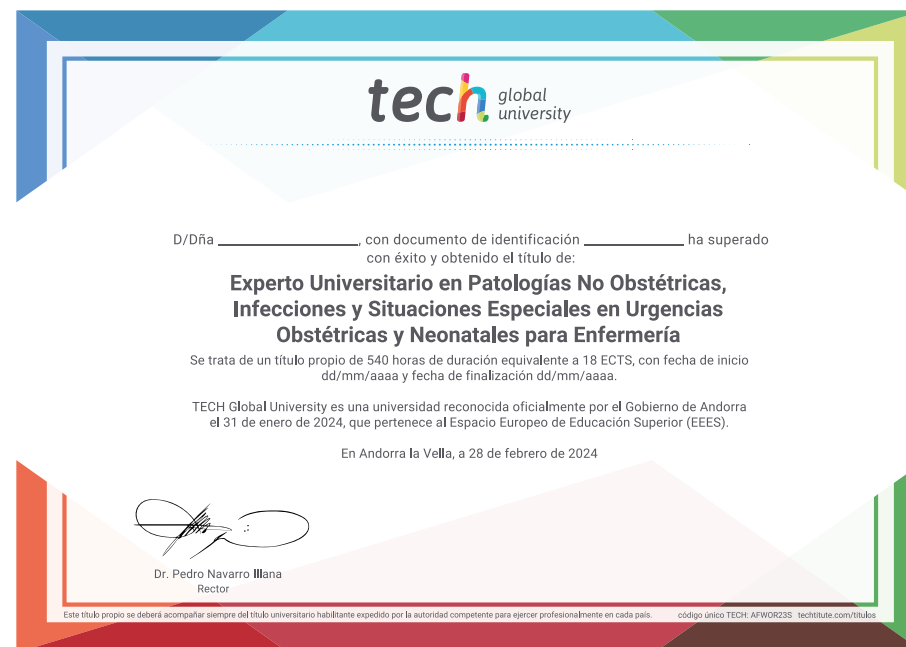 tech global
university
D/Dña ______________, con documento de identificación __________ ha superado
con éxito y obtenido el título de:
Experto Universitario en Patologías No Obstétricas,
Infecciones y Situaciones Especiales en Urgencias
Obstétricas y Neonatales para Enfermería
Se trata de un título propio de 540 horas de duración equivalente a 18 ECTS, con fecha de inicio
dd/mm/aaaa y fecha de finalización dd/mm/aaaa.
TECH Global University es una universidad reconocida oficialmente por el Gobierno de Andorra
el 31 de enero de 2024, que pertenece al Espacio Europeo de Educación Superior (EEES).
En Andorra la Vella, a 28 de febrero de 2024
Dr. Pedro Navarro Illana
Rector
Este título propio se deberá acompañar siempre del título universitario habilitante expedido por la autoridad competente para ejercer profesionalmente en cada país. código único TECH: AFWOR23S techtitute.com/titulos